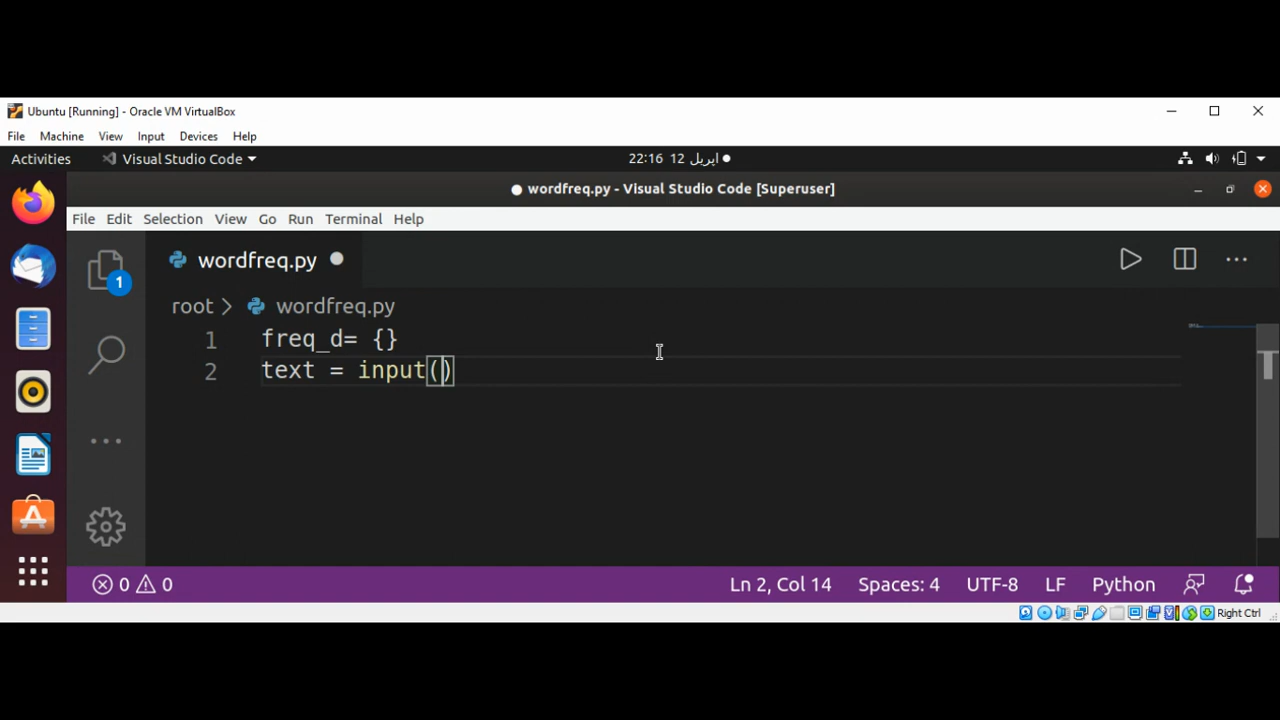 Ubuntu [Running] - Oracle VM VirtualBox
File Machine View Input Devices Help
Activities Visual Studio Code 22:16 12 اپریل
wordfreq.py - Visual Studio Code [Superuser]
File Edit Selection View Go Run Terminal Help
1 wordfreq.py
root > wordfreq.py
1 freq_d= {}
2 text = input()
0 0 Ln 2, Col 14 Spaces: 4 UTF-8 LF Python
Right Ctrl